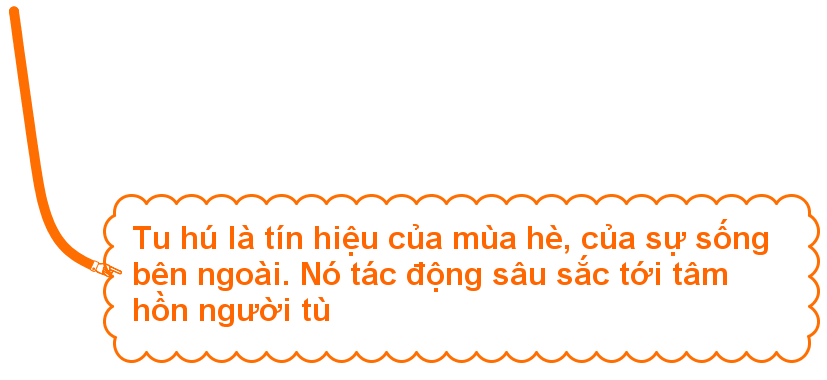 Tu hú là tín hiệu của mùa hè, của sự sống
bên ngoài. Nó tác động sâu sắc tới tâm
hồn người tù